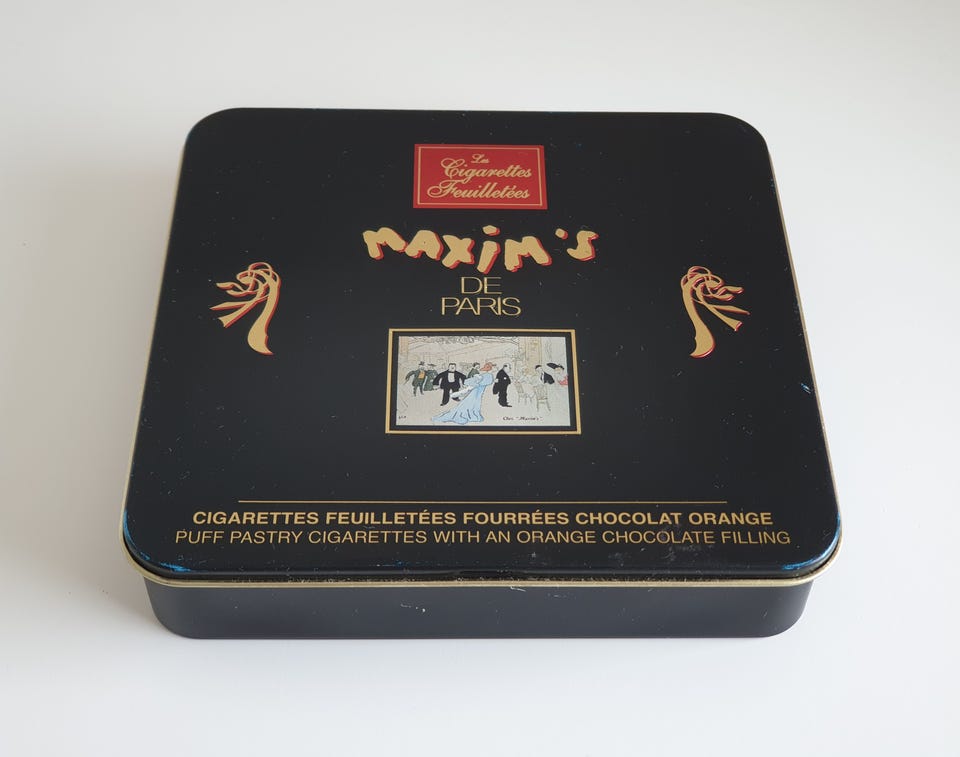 Les
Cigarettes
Feuilletées
MAXiM'S
DE
PARIS
Chez "Maxim's"
CIGARETTES FEUILLETÉES FOURRÉES CHOCOLAT ORANGE
PUFF PASTRY CIGARETTES WITH AN ORANGE CHOCOLATE FILLING